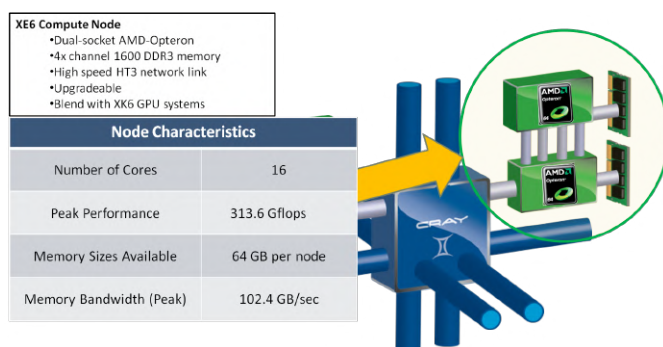 XE6 Compute Node
•Dual-socket AMD-Opteron
•4x channel 1600 DDR3 memory
•High speed HT3 network link
•Upgradeable
•Blend with XK6 GPU systems
Node Characteristics
Number of Cores 16
Peak Performance 313.6 Gflops
Memory Sizes Available 64 GB per node
Memory Bandwidth (Peak) 102.4 GB/sec
CRAY
AMD
Opteron
64
AMD
Opteron
64